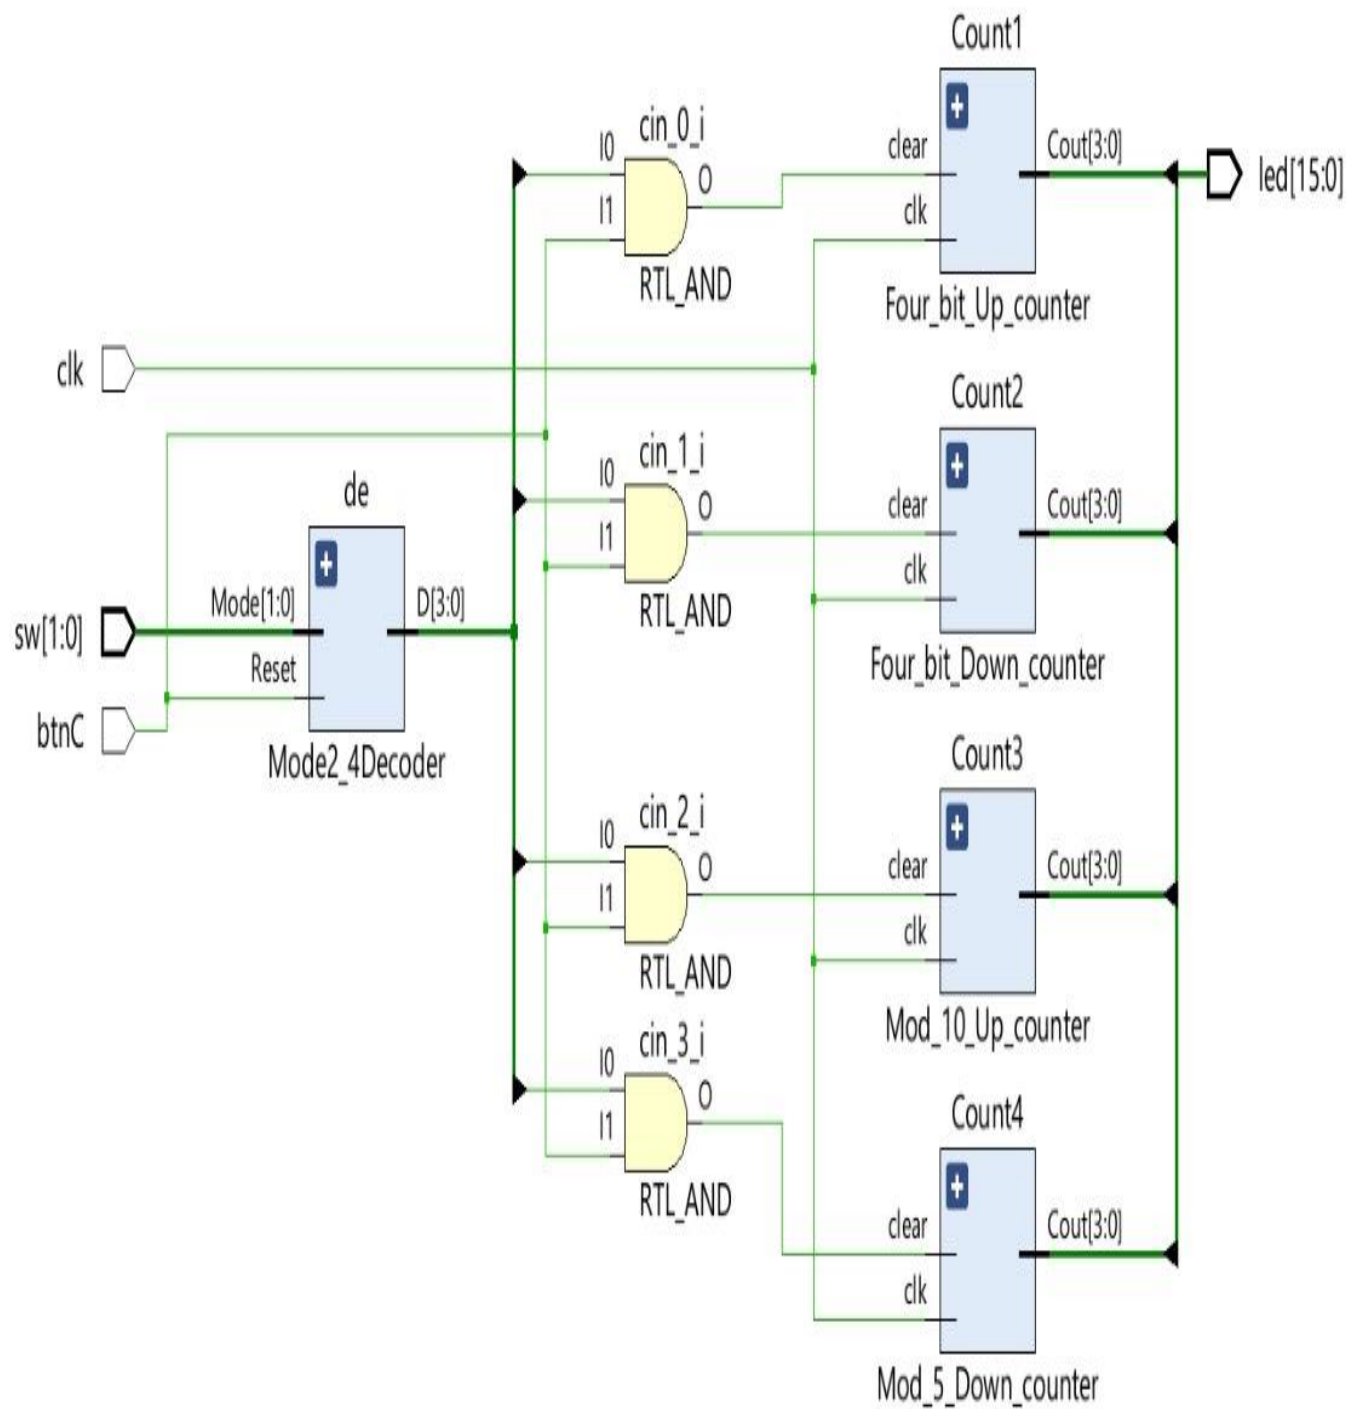 Count1
cin_0_i
I0
O
I1
RTL_AND
clear
clk
Cout[3:0]
led[15:0]
Four_bit_Up_counter
clk
Count2
cin_1_i
I0
O
I1
RTL_AND
clear
clk
Cout[3:0]
Four_bit_Down_counter
de
Mode[1:0]
D[3:0]
sw[1:0]
Reset
btnC
Mode2_4Decoder
Count3
cin_2_i
I0
O
I1
RTL_AND
clear
clk
Cout[3:0]
Mod_10_Up_counter
cin_3_i
I0
O
I1
RTL_AND
Count4
clear
clk
Cout[3:0]
Mod_5_Down_counter